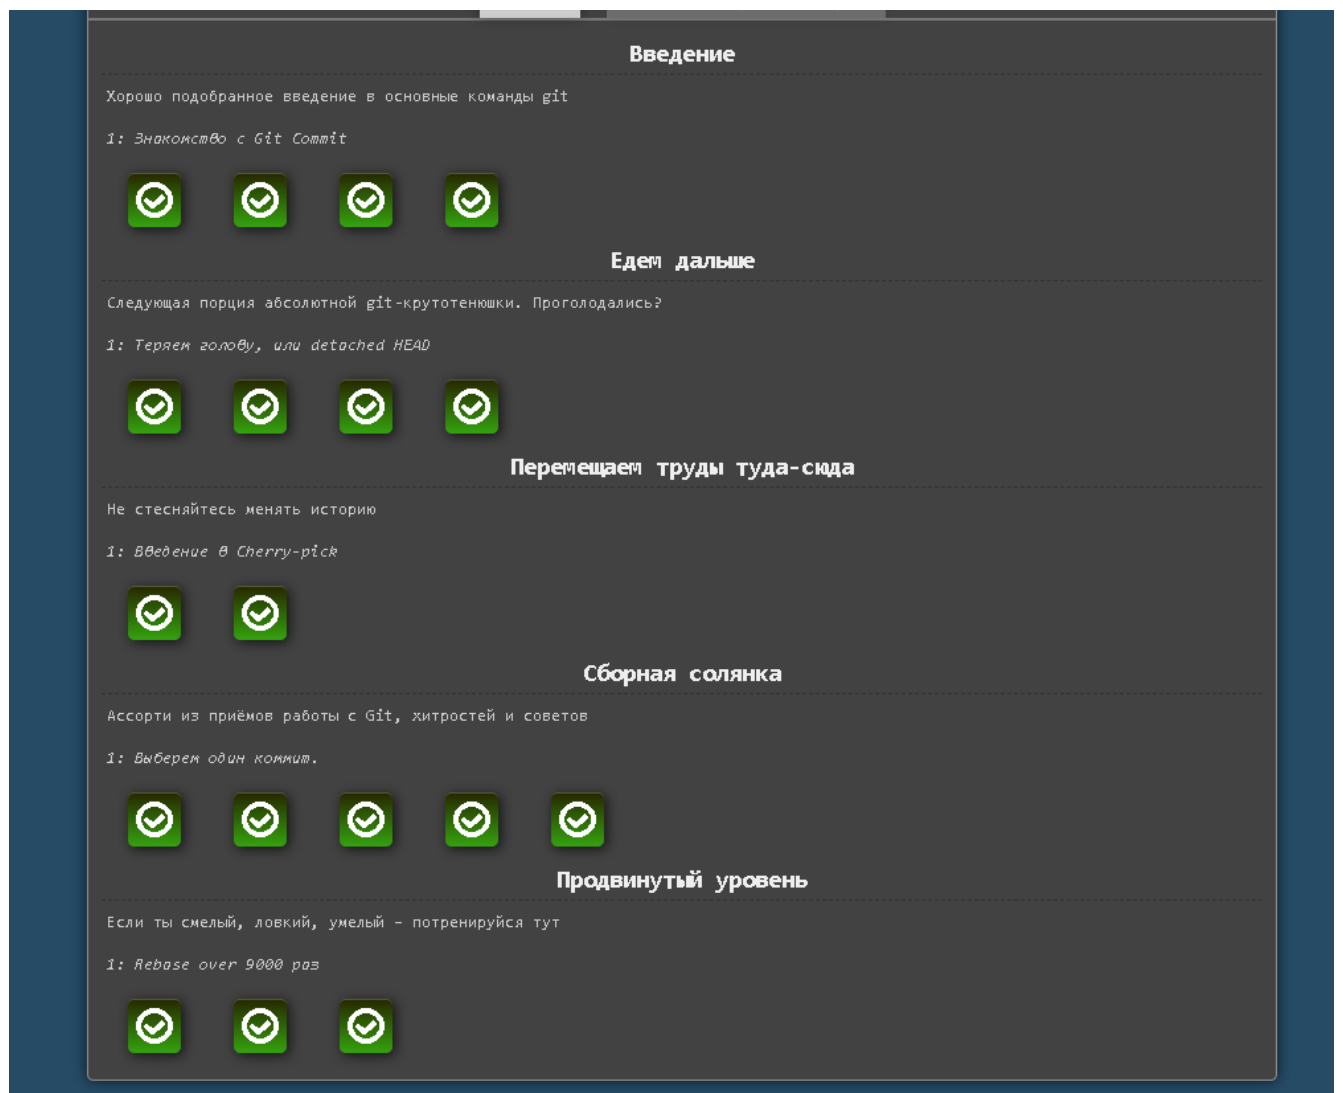 Введение
Хорошо подобранное введение в основные команды git
1: Знакомство с Git Commit
Едем дальше
Следующая порция абсолютной git-крутотенюшки. Проголодались?
1: Теряем голову, или detached HEAD
Перемещаем труды туда-сюда
Не стесняйтесь менять историю
1: Введение в Cherry-pick
Сборная солянка
Ассорти из приёмов работы с Git, хитростей и советов
1: Выберем один коммит.
Продвинутый уровень
Если ты смелый, ловкий, умелый – потренируйся тут
1: Rebase over 9000 раз